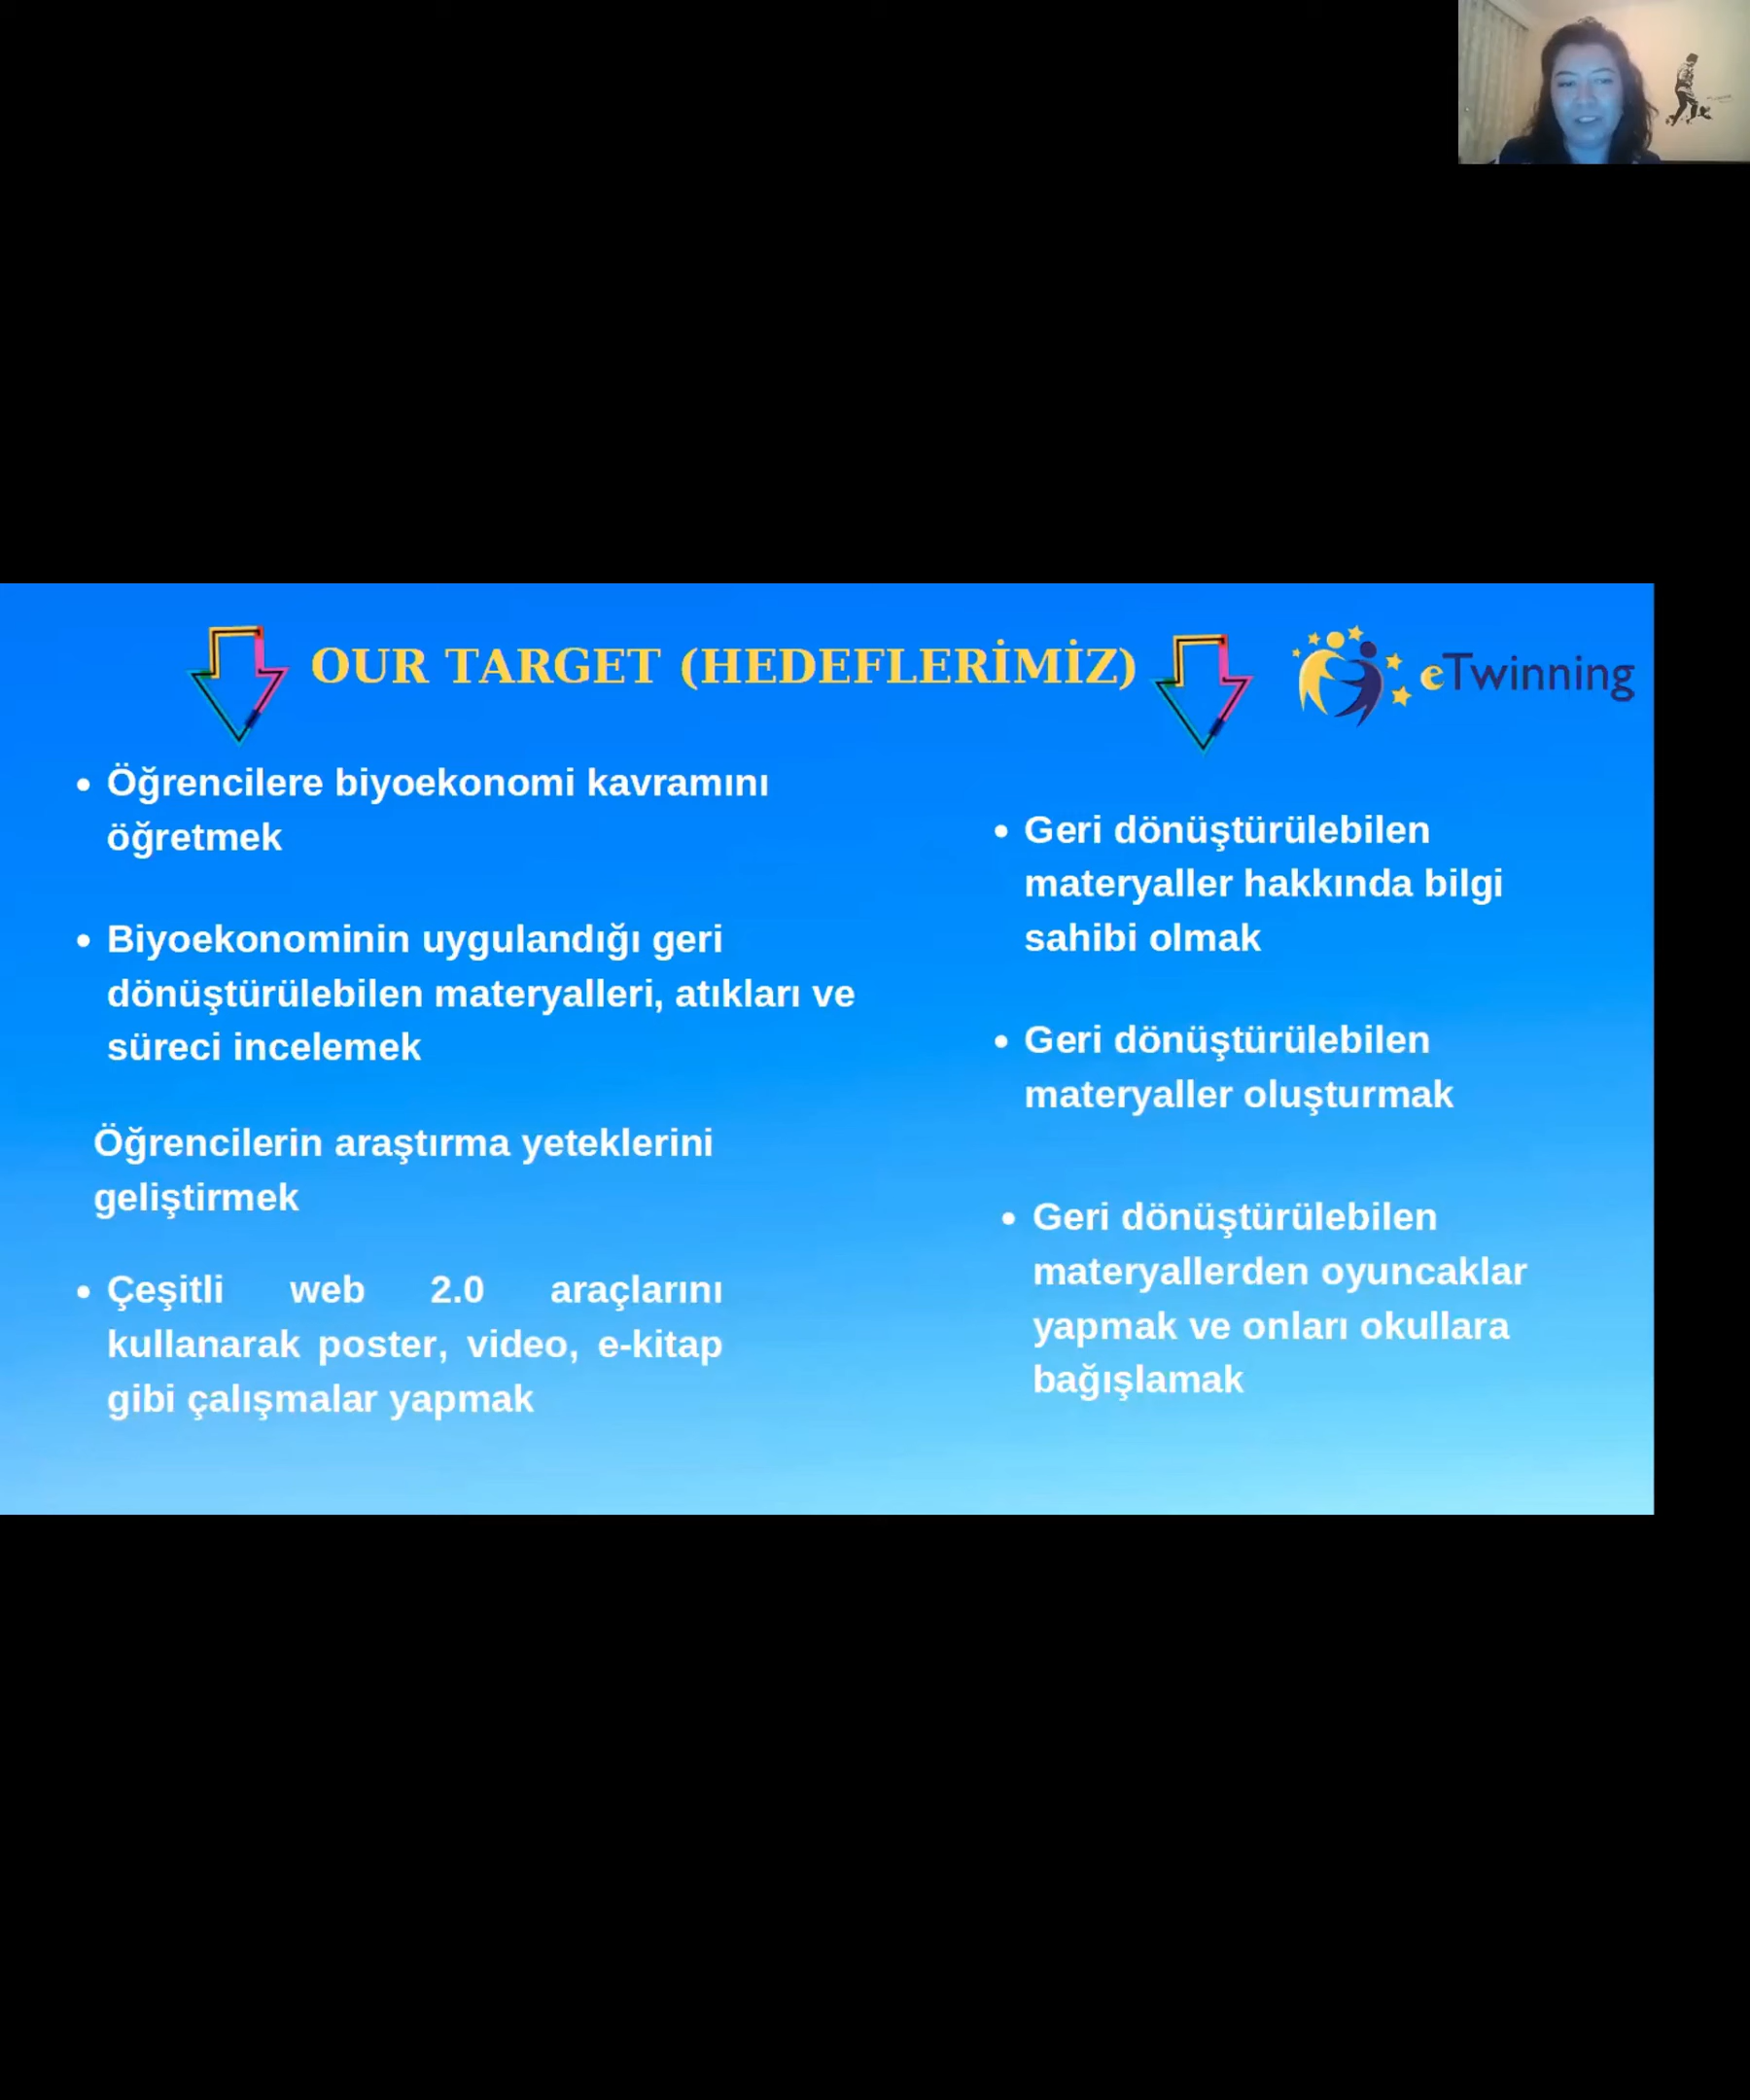 OUR TARGET (HEDEFLERİMİZ)
eTwinning
• Öğrencilere biyoekonomi kavramını
öğretmek
• Biyoekonominin uygulandığı geri
dönüştürülebilen materyalleri, atıkları ve
süreci incelemek
Öğrencilerin araştırma yeteklerini
geliştirmek
• Çeşitli web 2.0 araçlarını
kullanarak poster, video, e-kitap
gibi çalışmalar yapmak
• Geri dönüştürülebilen
materyaller hakkında bilgi
sahibi olmak
• Geri dönüştürülebilen
materyaller oluşturmak
• Geri dönüştürülebilen
materyallerden oyuncaklar
yapmak ve onları okullara
bağışlamak